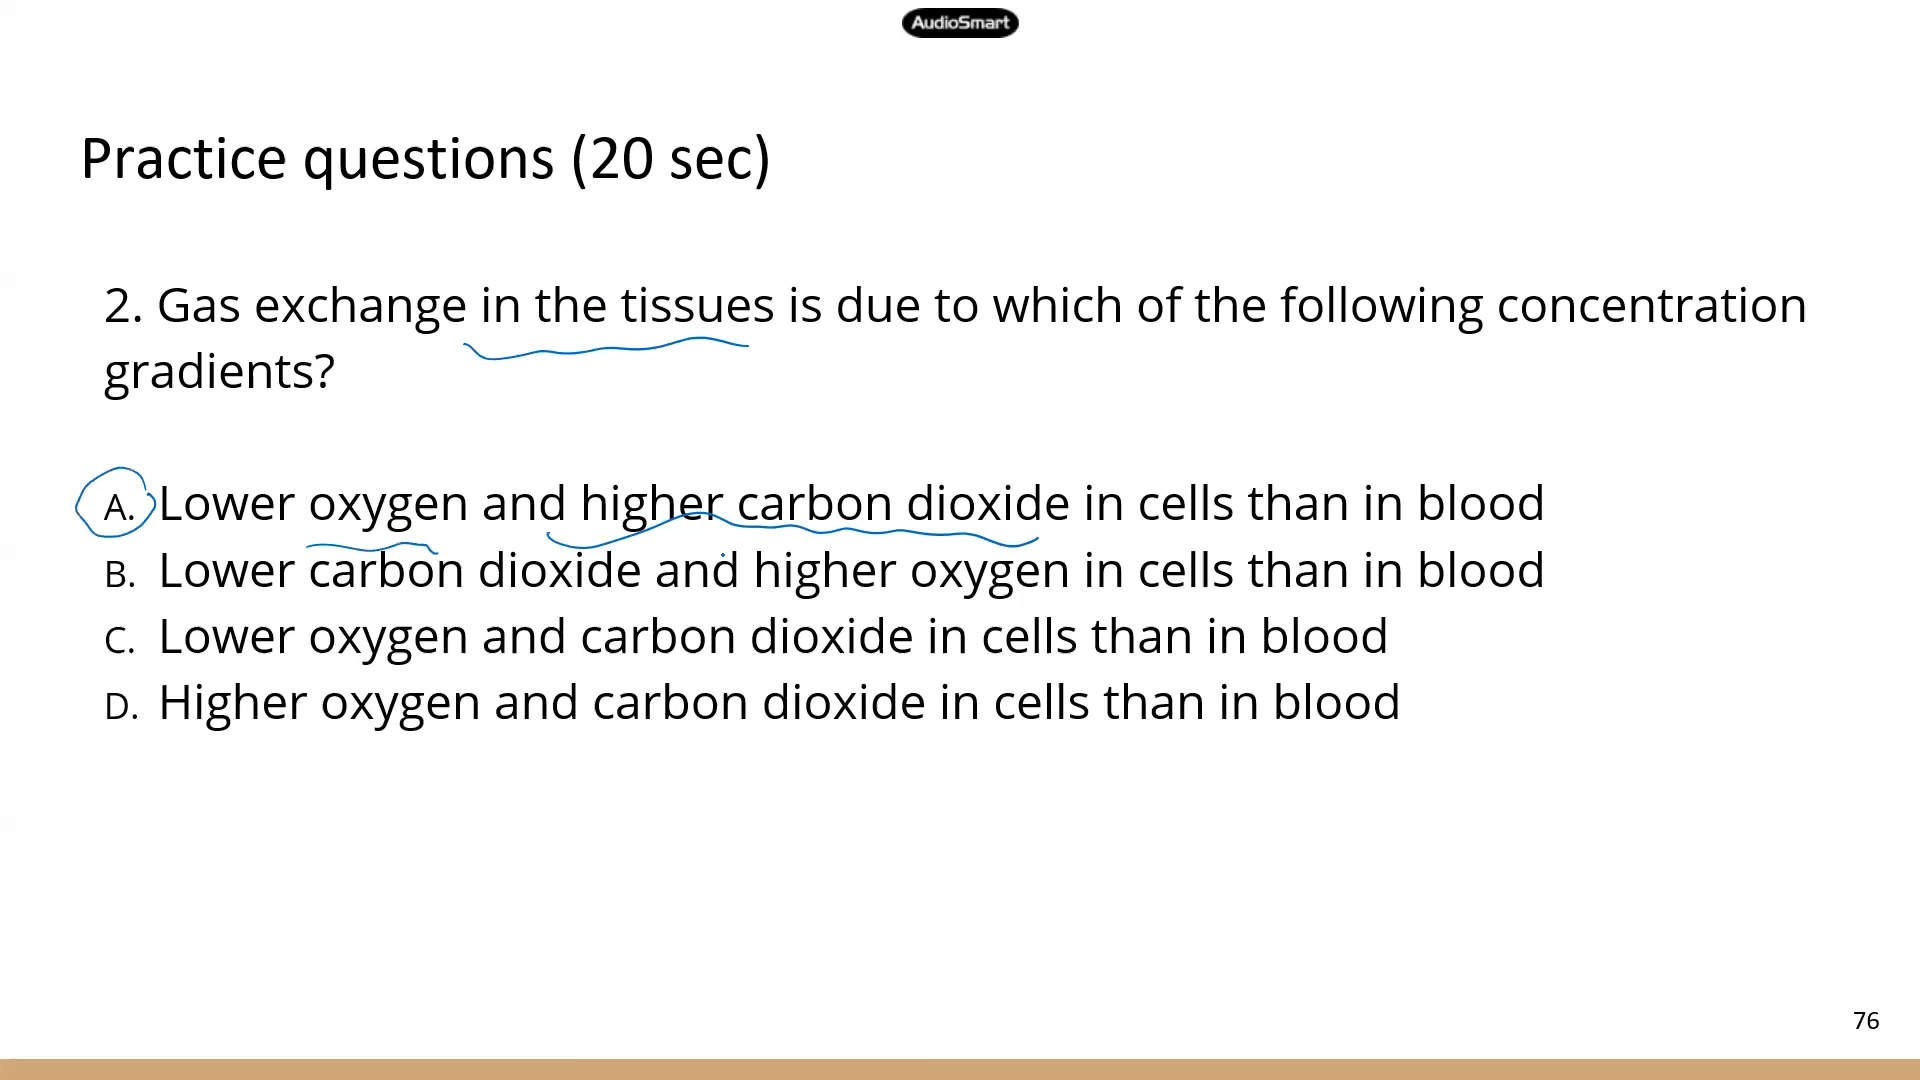 AudioSmart
Practice questions (20 sec)
2. Gas exchange in the tissues is due to which of the following concentration
gradients?
A. Lower oxygen and higher carbon dioxide in cells than in blood
B. Lower carbon dioxide and higher oxygen in cells than in blood
C. Lower oxygen and carbon dioxide in cells than in blood
D. Higher oxygen and carbon dioxide in cells than in blood
76